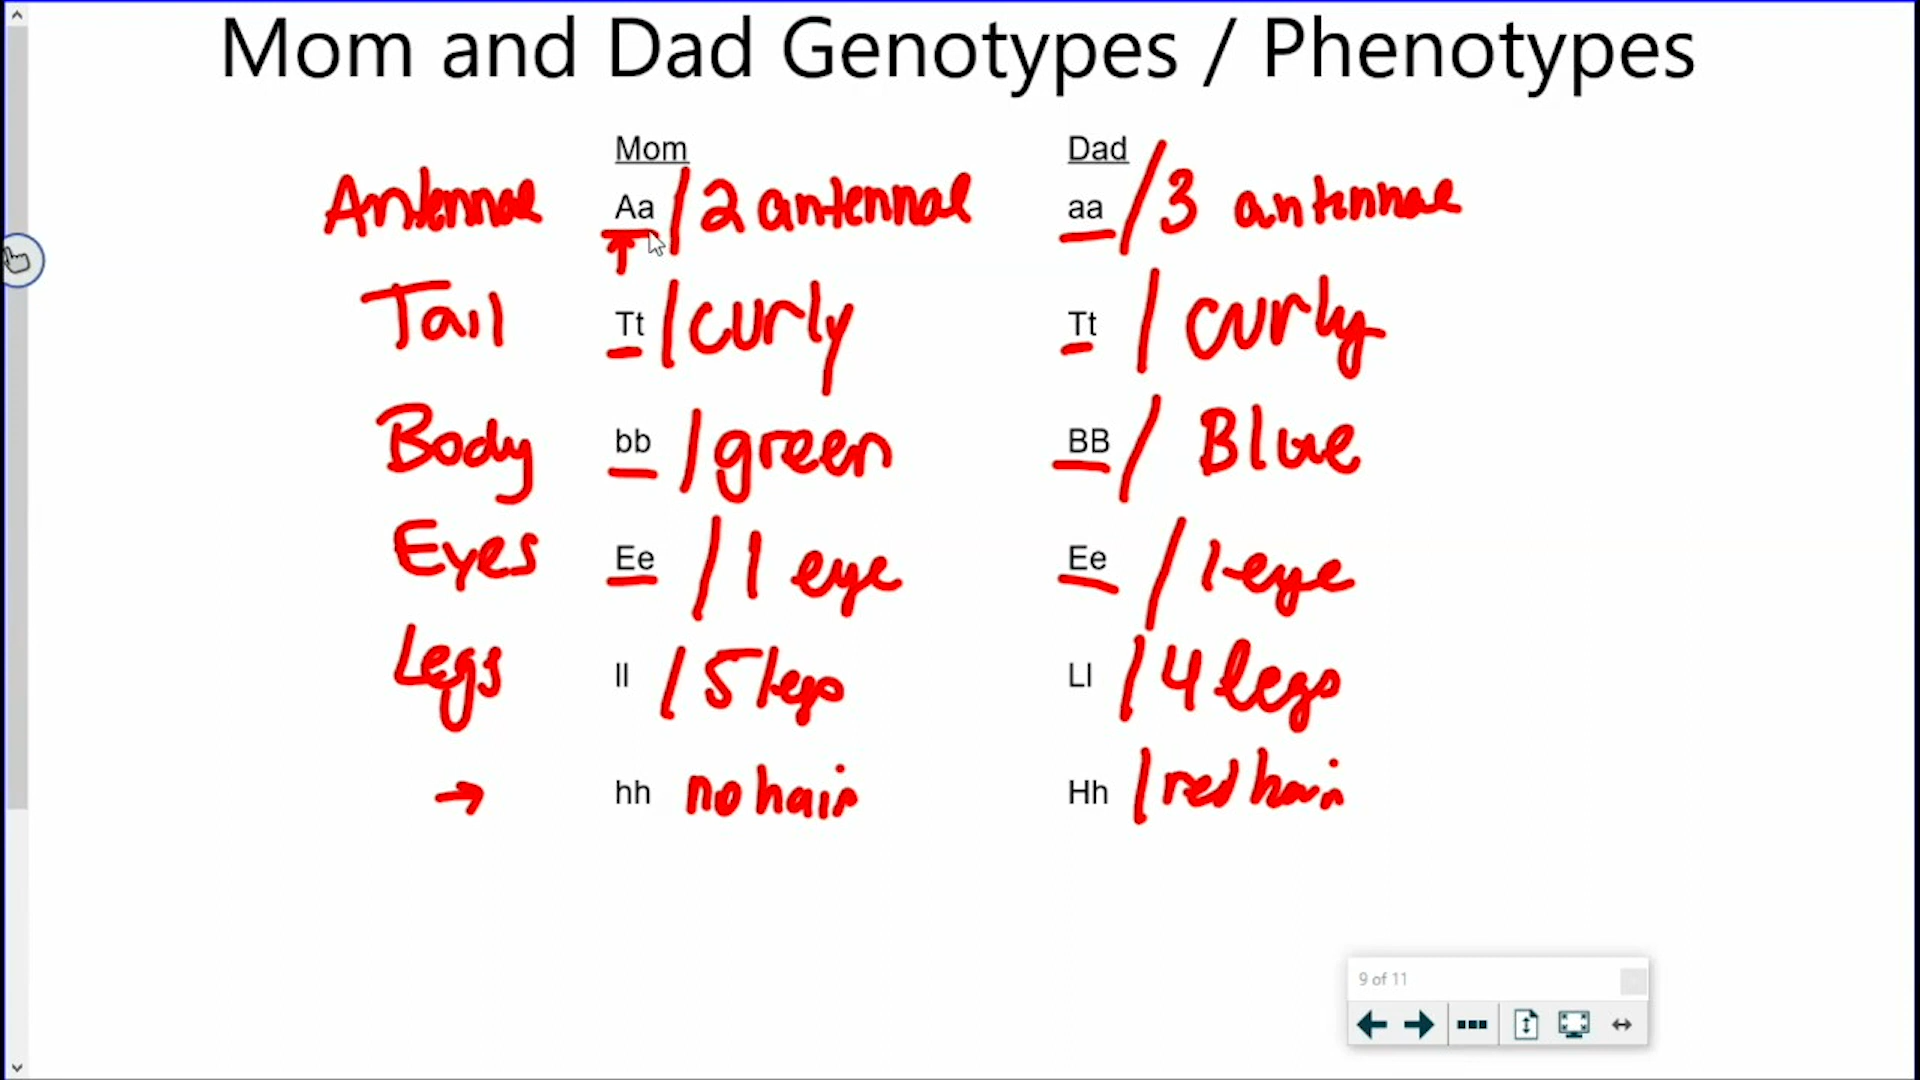 Mom and Dad Genotypes / Phenotypes
Mom Dad
Antennae Aa / 2 antennae aa / 3 antennae
Tail Tt / curly Tt / curly
Body bb / green BB / Blue
Eyes Ee / 1 eye Ee / 1-eye
Legs ll / 5 legs Ll / 4 legs
→ hh no hair Hh / red hair
9 of 11